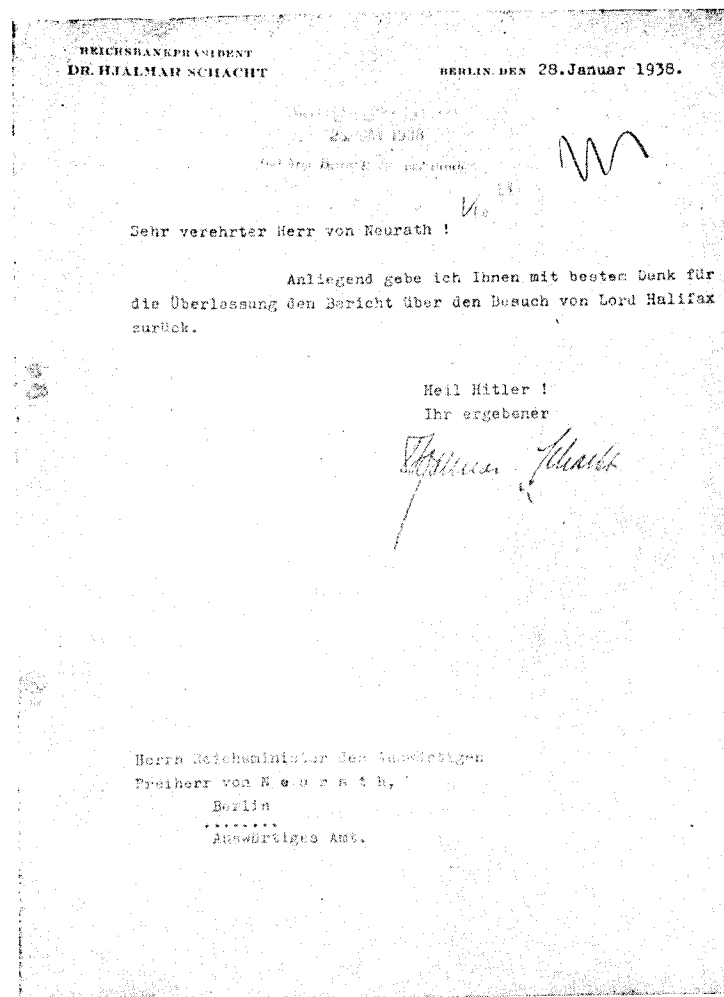 REICHSBANKPRÄSIDENT
DR. HJALMAR SCHACHT
BERLIN, DEN 28.Januar 1938.
1938
Sehr verehrter Herr von Neurath !
Anliegend gebe ich Ihnen mit bestem Dank für
die Überlassung den Bericht über den Besuch von Lord Halifax
zurück.
Heil Hitler !
Ihr ergebener
Hjalmar Schacht
Herrn Reichsminister des Auswärtigen
Freiherr von N e u r a t h,
Berlin
Auswärtiges Amt.